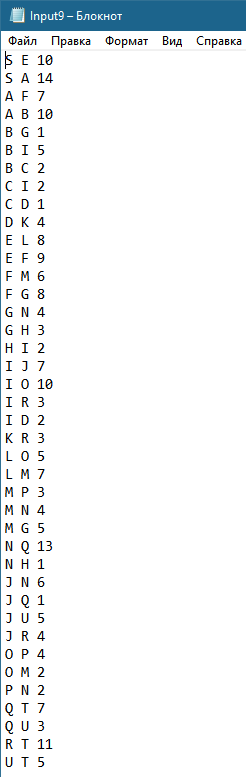 Input9 – Блокнот
Файл Правка Формат Вид Справка
S E 10
S A 14
A F 7
A B 10
B G 1
B I 5
B C 2
C I 2
C D 1
D K 4
E L 8
E F 9
F M 6
F G 8
G N 4
G H 3
H I 2
I J 7
I O 10
I R 3
I D 2
K R 3
L O 5
L M 7
M P 3
M N 4
M G 5
N Q 13
N H 1
J N 6
J Q 1
J U 5
J R 4
O P 4
O M 2
P N 2
Q T 7
Q U 3
R T 11
U T 5